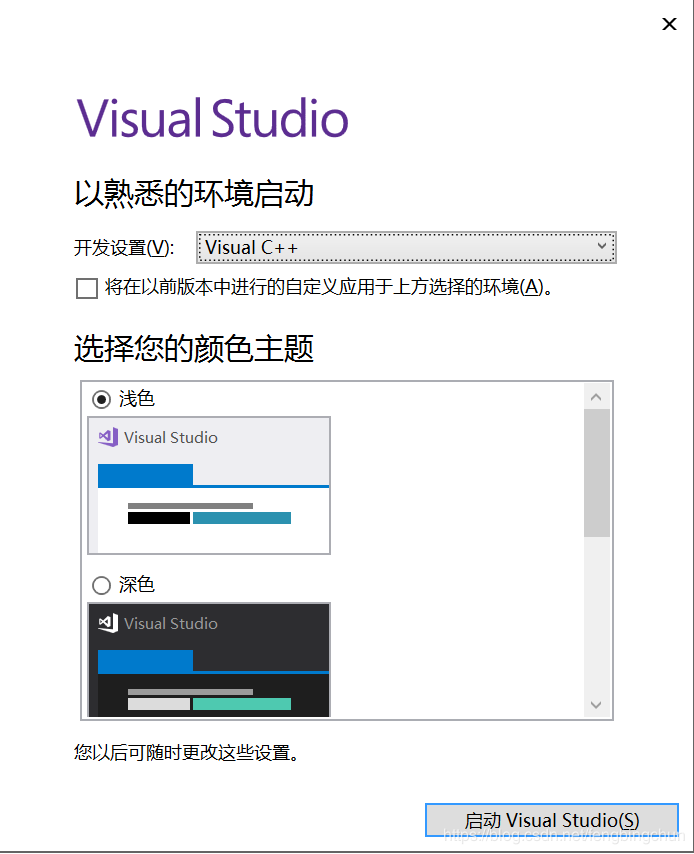 Visual Studio
以熟悉的环境启动
开发设置(V):
Visual C++
将在以前版本中进行的自定义应用于上方选择的环境(A)。
选择您的颜色主题
浅色
Visual Studio
深色
Visual Studio
您以后可随时更改这些设置。
启动 Visual Studio(S)